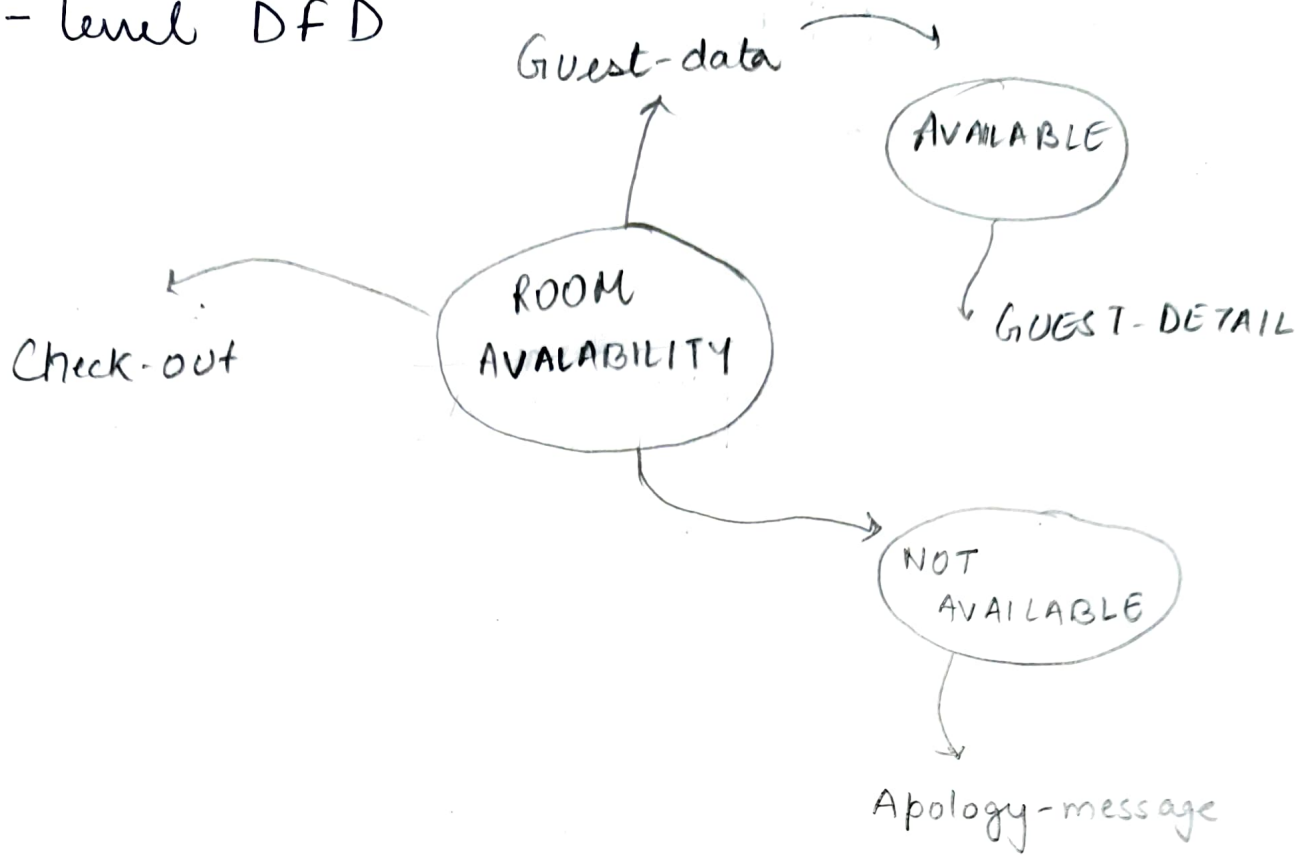 - level DFD
Guest-data
AVAILABLE
ROOM
AVALABILITY
GUEST-DETAIL
Check-out
NOT
AVAILABLE
Apology-message